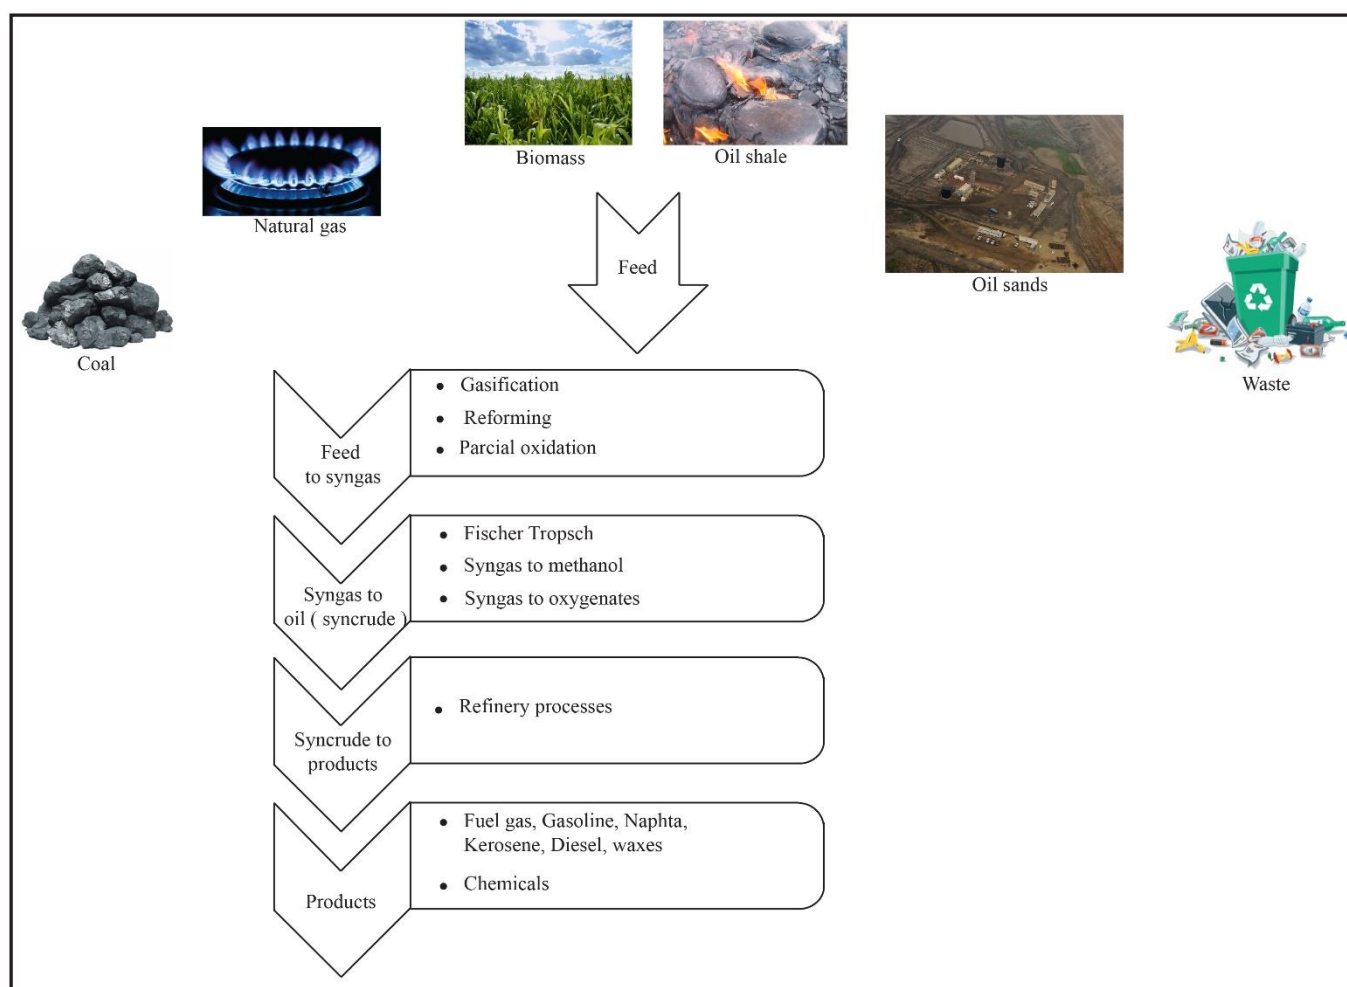 Biomass
Oil shale
Natural gas
Oil sands
Coal
Waste
Feed
Feed
to syngas
• Gasification
• Reforming
• Parcial oxidation
Syngas to
oil ( syncrude )
• Fischer Tropsch
• Syngas to methanol
• Syngas to oxygenates
Syncrude to
products
• Refinery processes
Products
• Fuel gas, Gasoline, Naphta,
Kerosene, Diesel, waxes
• Chemicals